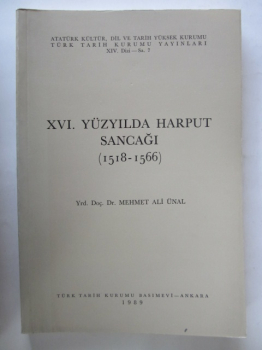 ATATÜRK KÜLTÜR, DİL VE TARİH YÜKSEK KURUMU
TÜRK TARİH KURUMU YAYINLARI
XIV. Dizi — Sa. 7
XVI. YÜZYILDA HARPUT
SANCAĞI
(1518-1566)
Yrd. Doç. Dr. MEHMET ALİ ÜNAL
TÜRK TARİH KURUMU BASIMEVİ — ANKARA
1989